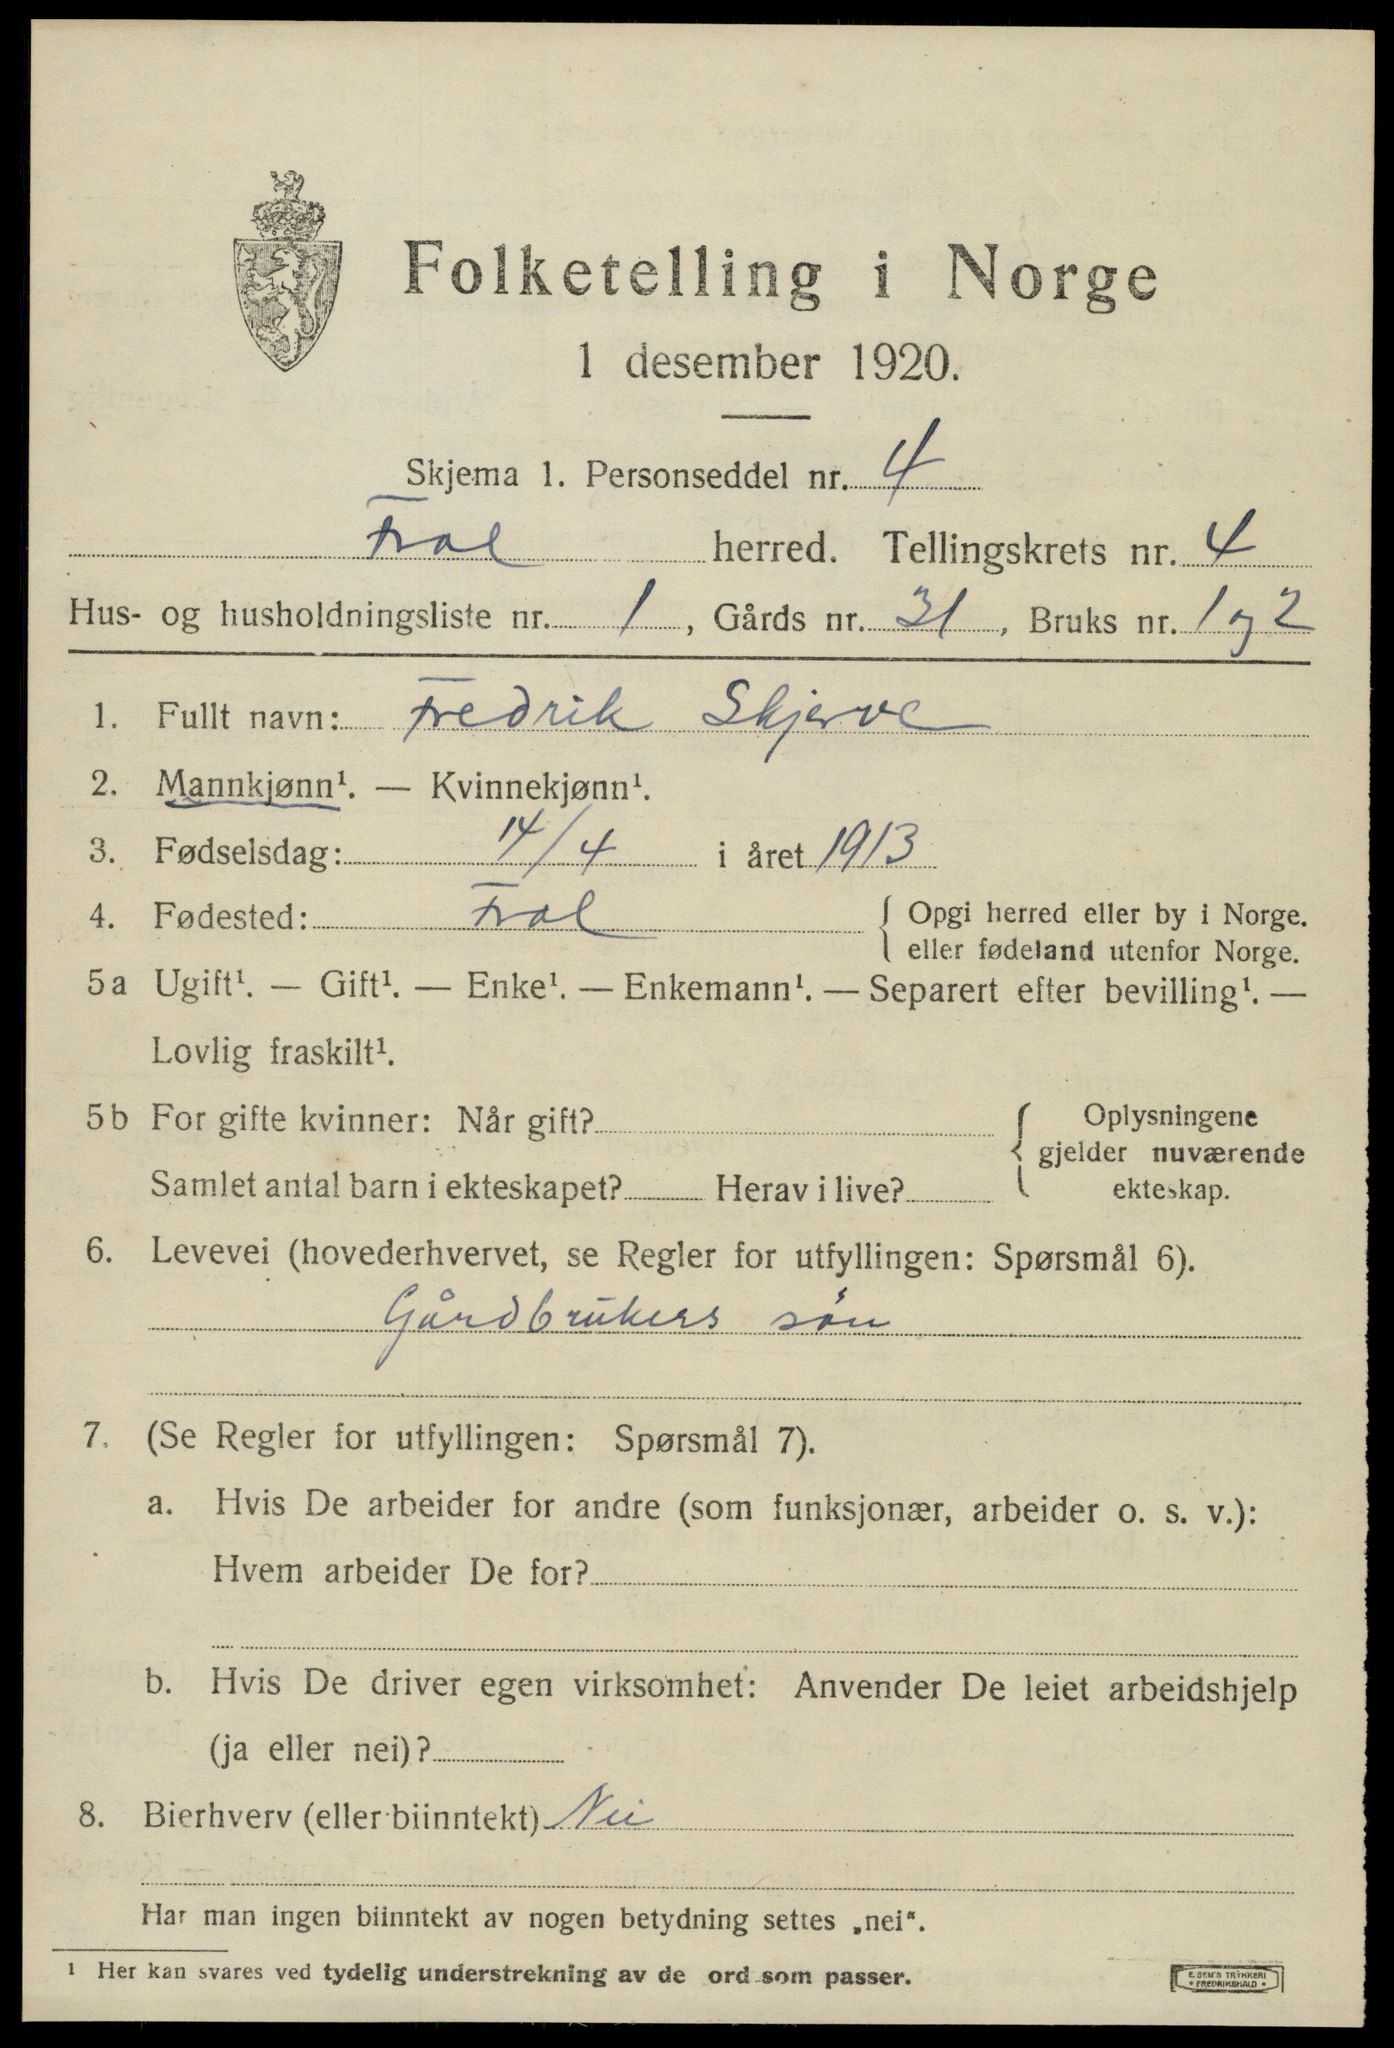 Folketelling i Norge
1 desember 1920.
Skjema 1. Personseddel nr. 4
Frol herred. Tellingskrets nr. 4
Hus- og husholdningsliste nr. 1, Gårds nr. 31, Bruks nr. 1 og 2
1. Fullt navn: Fredrik Skjerve
2. Mannkjønn¹. — Kvinnekjønn¹.
3. Fødselsdag: 14/4 i året 1913
4. Fødested: Frol { Opgi herred eller by i Norge.
eller fødeland utenfor Norge.
5a Ugift¹. — Gift¹. — Enke¹. — Enkemann¹. — Separert efter bevilling¹. —
Lovlig fraskilt¹.
5b For gifte kvinner: Når gift? { Oplysningene
gjelder nuværende
Samlet antal barn i ekteskapet? Herav i live? ekteskap.
6. Levevei (hovederhvervet, se Regler for utfyllingen: Spørsmål 6).
Gårdbrukers søn
7. (Se Regler for utfyllingen: Spørsmål 7).
a. Hvis De arbeider for andre (som funksjonær, arbeider o. s. v.):
Hvem arbeider De for?
b. Hvis De driver egen virksomhet: Anvender De leiet arbeidshjelp
(ja eller nei)?
8. Bierhverv (eller biinntekt) Nei
Har man ingen biinntekt av nogen betydning settes „nei“.
1 Her kan svares ved tydelig understrekning av de ord som passer.
E. SEM'S TRYKKERI
• FREDRIKSHALD •